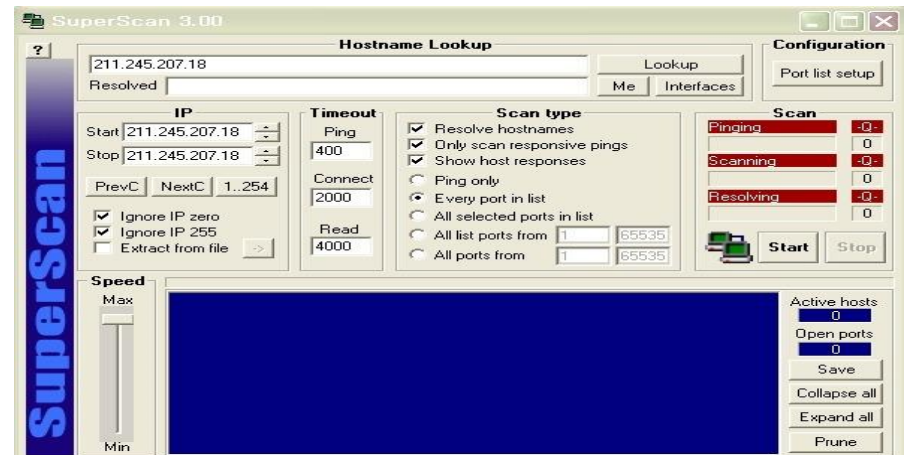 SuperScan 3.00
?
Hostname Lookup
211.245.207.18
Lookup
Resolved
Me
Interfaces
Configuration
Port list setup
IP
Start 211.245.207.18
Stop 211.245.207.18
PrevC
NextC
1..254
Ignore IP zero
Ignore IP 255
Extract from file
->
Timeout
Ping
400
Connect
2000
Read
4000
Scan type
Resolve hostnames
Only scan responsive pings
Show host responses
Ping only
Every port in list
All selected ports in list
All list ports from 1 65535
All ports from 1 65535
Scan
Pinging -Q-
0
Scanning -Q-
0
Resolving -Q-
0
Start
Stop
SuperScan
Speed
Max
Min
Active hosts
0
Open ports
0
Save
Collapse all
Expand all
Prune